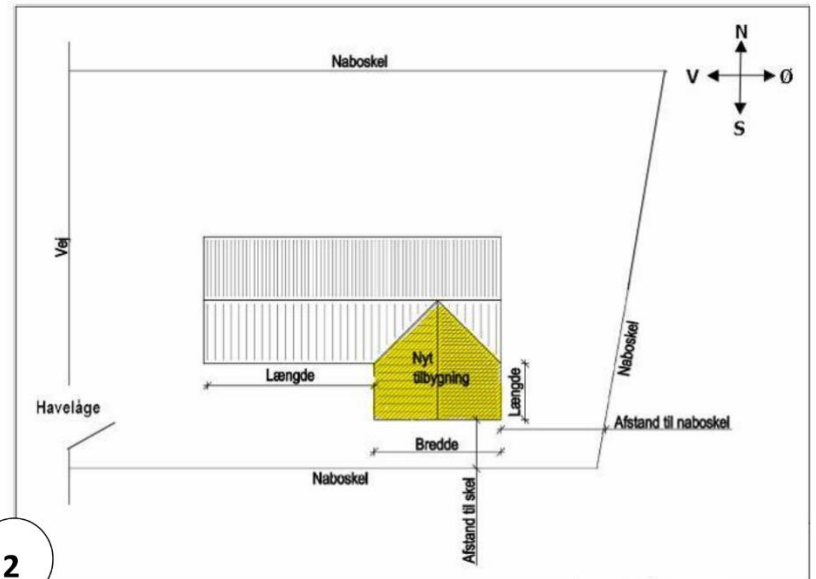 Naboskel
N
V
Ø
S
Vej
Nyt
tilbygning
Længde
Længde
Naboskel
Havelåge
Afstand til naboskel
Bredde
Naboskel
Afstand til skel
2